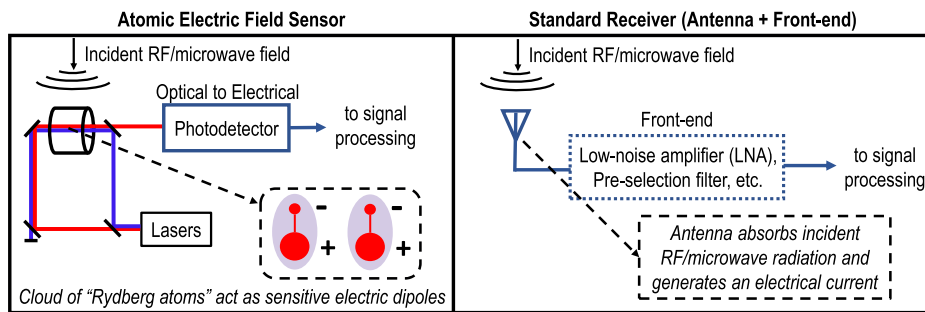 Atomic Electric Field Sensor
Incident RF/microwave field
Optical to Electrical
Photodetector
to signal
processing
Lasers
-
+
-
+
Cloud of “Rydberg atoms” act as sensitive electric dipoles
Standard Receiver (Antenna + Front-end)
Incident RF/microwave field
Front-end
Low-noise amplifier (LNA),
Pre-selection filter, etc.
to signal
processing
Antenna absorbs incident
RF/microwave radiation and
generates an electrical current